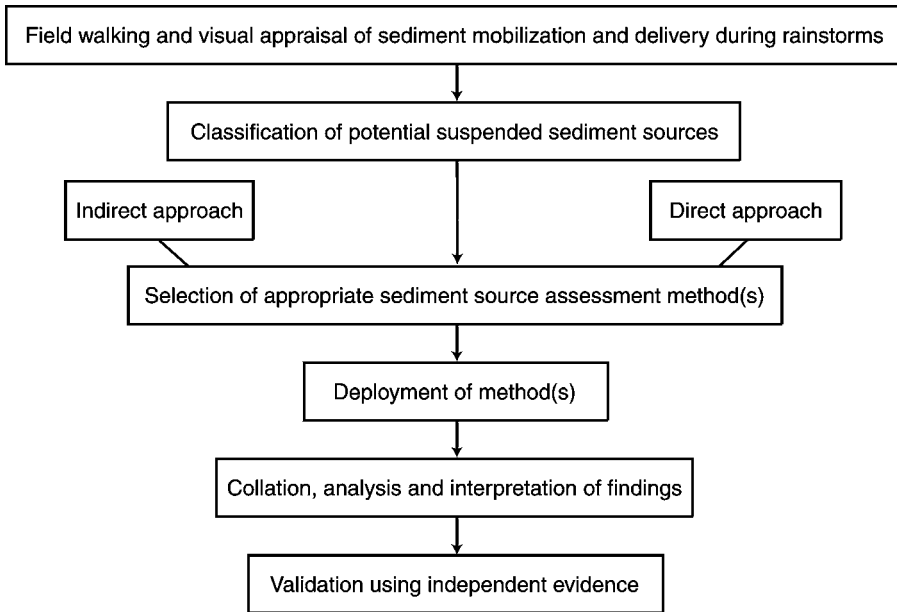 Field walking and visual appraisal of sediment mobilization and delivery during rainstorms
Classification of potential suspended sediment sources
Indirect approach
Direct approach
Selection of appropriate sediment source assessment method(s)
Deployment of method(s)
Collation, analysis and interpretation of findings
Validation using independent evidence